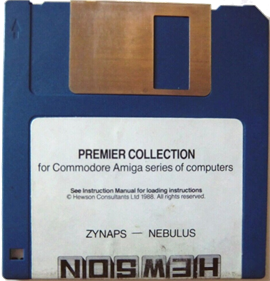 PREMIER COLLECTION
for Commodore Amiga series of computers
See Instruction Manual for loading instructions
© Hewson Consultants Ltd 1988. All rights reserved.
ZYNAPS — NEBULUS
HEWSON